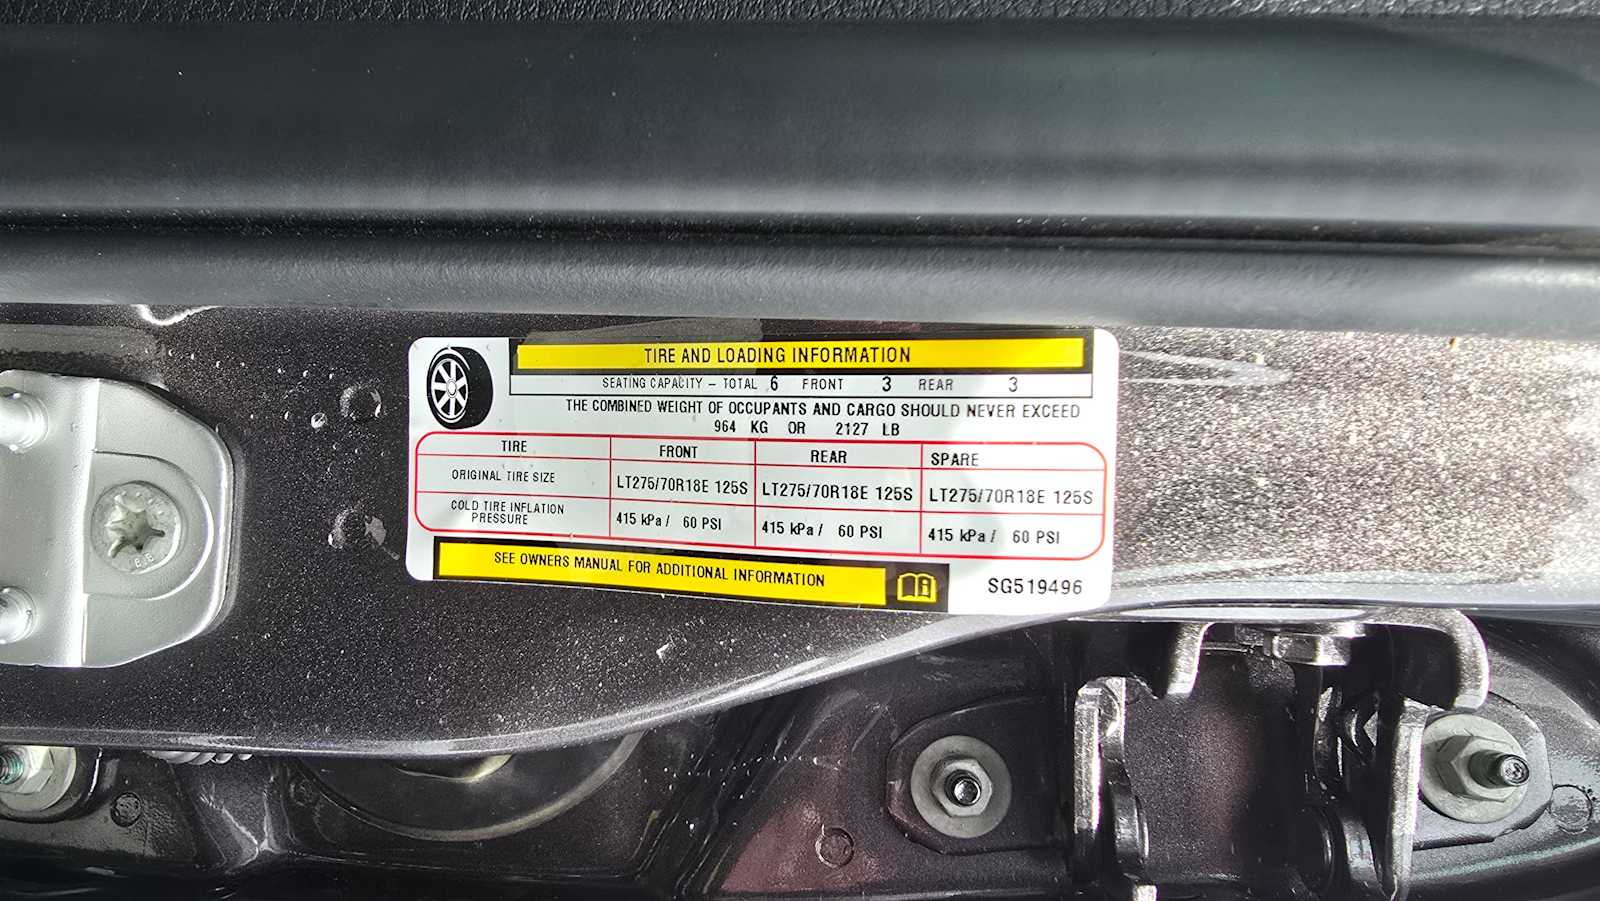 TIRE AND LOADING INFORMATION
SEATING CAPACITY – TOTAL 6 FRONT 3 REAR 3
THE COMBINED WEIGHT OF OCCUPANTS AND CARGO SHOULD NEVER EXCEED
964 KG OR 2127 LB
TIRE FRONT REAR SPARE
ORIGINAL TIRE SIZE LT275/70R18E 125S LT275/70R18E 125S LT275/70R18E 125S
COLD TIRE INFLATION PRESSURE 415 kPa / 60 PSI 415 kPa / 60 PSI 415 kPa / 60 PSI
SEE OWNERS MANUAL FOR ADDITIONAL INFORMATION
SG519496